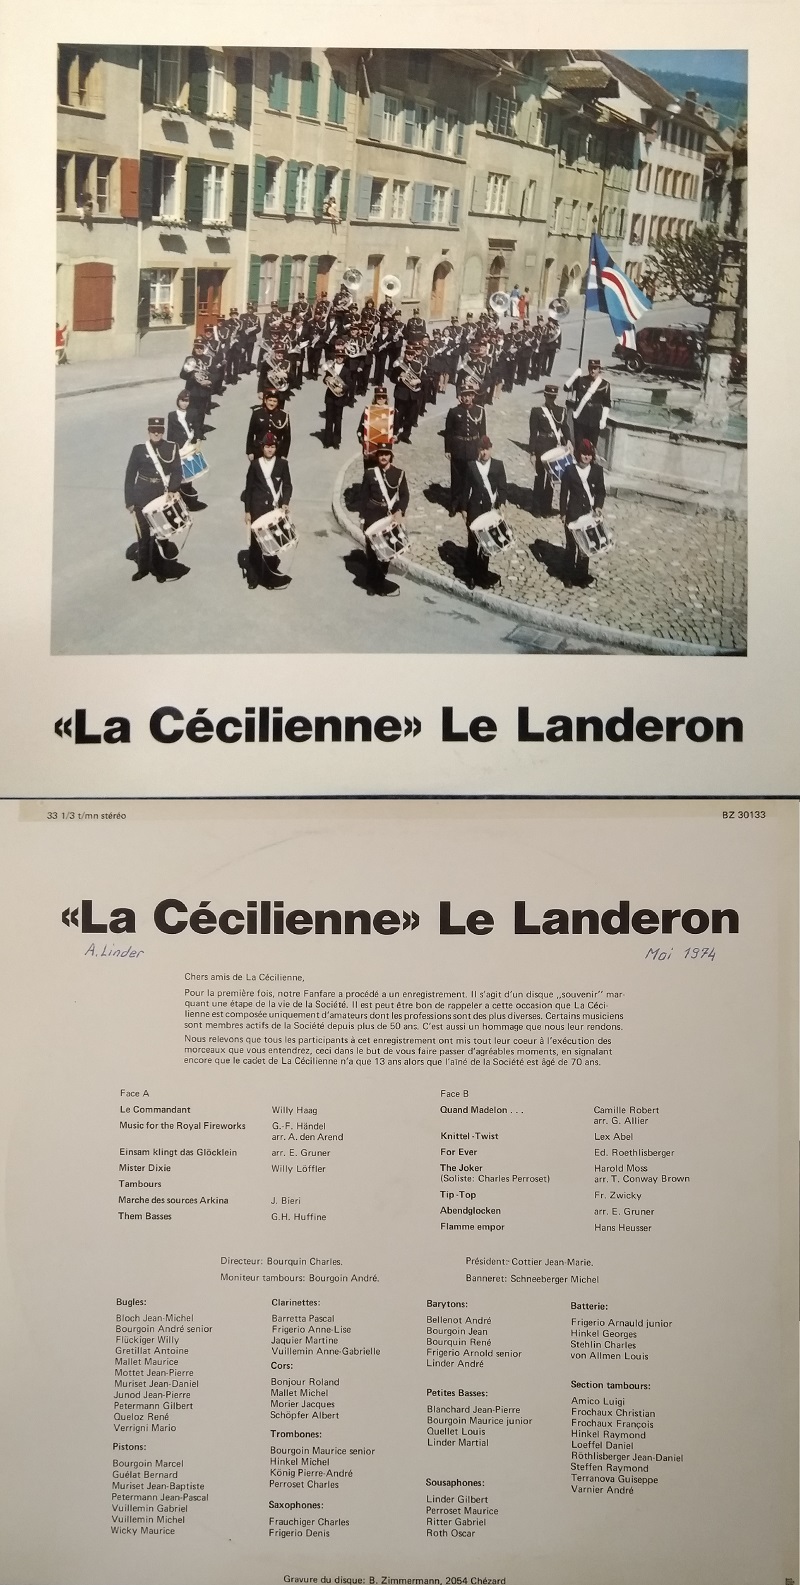 «La Cécilienne» Le Landeron
33 1/3 t/mn stéréo
BZ 30133
«La Cécilienne» Le Landeron
A. Linder
Mai 1974
Chers amis de La Cécilienne,
Pour la première fois, notre Fanfare a procédé a un enregistrement. Il s'agit d'un disque „souvenir" mar-
quant une étape de la vie de la Société. Il est peut être bon de rappeler a cette occasion que La Céci-
lienne est composée uniquement d'amateurs dont les professions sont des plus diverses. Certains musiciens
sont membres actifs de la Société depuis plus de 50 ans. C'est aussi un hommage que nous leur rendons.
Nous relevons que tous les participants à cet enregistrement ont mis tout leur coeur à l'exécution des
morceaux que vous entendrez, ceci dans le but de vous faire passer d'agréables moments, en signalant
encore que le cadet de La Cécilienne n'a que 13 ans alors que l'aîné de la Société est âgé de 70 ans.
Face A
Le Commandant Willy Haag
Music for the Royal Fireworks G.-F. Händel
arr. A. den Arend
Einsam klingt das Glöcklein arr. E. Gruner
Mister Dixie Willy Löffler
Tambours
Marche des sources Arkina J. Bieri
Them Basses G.H. Huffine
Face B
Quand Madelon . . . Camille Robert
arr. G. Allier
Knittel-Twist Lex Abel
For Ever Ed. Roethlisberger
The Joker Harold Moss
(Soliste: Charles Perroset) arr. T. Conway Brown
Tip-Top Fr. Zwicky
Abendglocken arr. E. Gruner
Flamme empor Hans Heusser
Directeur: Bourquin Charles.
Moniteur tambours: Bourgoin André.
Président: Cottier Jean-Marie.
Banneret: Schneeberger Michel
Bugles:
Bloch Jean-Michel
Bourgoin André senior
Flückiger Willy
Gretillat Antoine
Mallet Maurice
Mottet Jean-Pierre
Muriset Jean-Daniel
Junod Jean-Pierre
Petermann Gilbert
Queloz René
Verrigni Mario
Pistons:
Bourgoin Marcel
Guélat Bernard
Muriset Jean-Baptiste
Petermann Jean-Pascal
Vuillemin Gabriel
Vuillemin Michel
Wicky Maurice
Clarinettes:
Barretta Pascal
Frigerio Anne-Lise
Jaquier Martine
Vuillemin Anne-Gabrielle
Cors:
Bonjour Roland
Mallet Michel
Morier Jacques
Schöpfer Albert
Trombones:
Bourgoin Maurice senior
Hinkel Michel
König Pierre-André
Perroset Charles
Saxophones:
Frauchiger Charles
Frigerio Denis
Barytons:
Bellenot André
Bourgoin Jean
Bourquin René
Frigerio Arnold senior
Linder André
Petites Basses:
Blanchard Jean-Pierre
Bourgoin Maurice junior
Quellet Louis
Linder Martial
Sousaphones:
Linder Gilbert
Perroset Maurice
Ritter Gabriel
Roth Oscar
Batterie:
Frigerio Arnauld junior
Hinkel Georges
Stehlin Charles
von Allmen Louis
Section tambours:
Amico Luigi
Frochaux Christian
Frochaux François
Hinkel Raymond
Loeffel Daniel
Röthlisberger Jean-Daniel
Steffen Raymond
Terranova Guiseppe
Varnier André
Gravure du disque: B. Zimmermann, 2054 Chézard